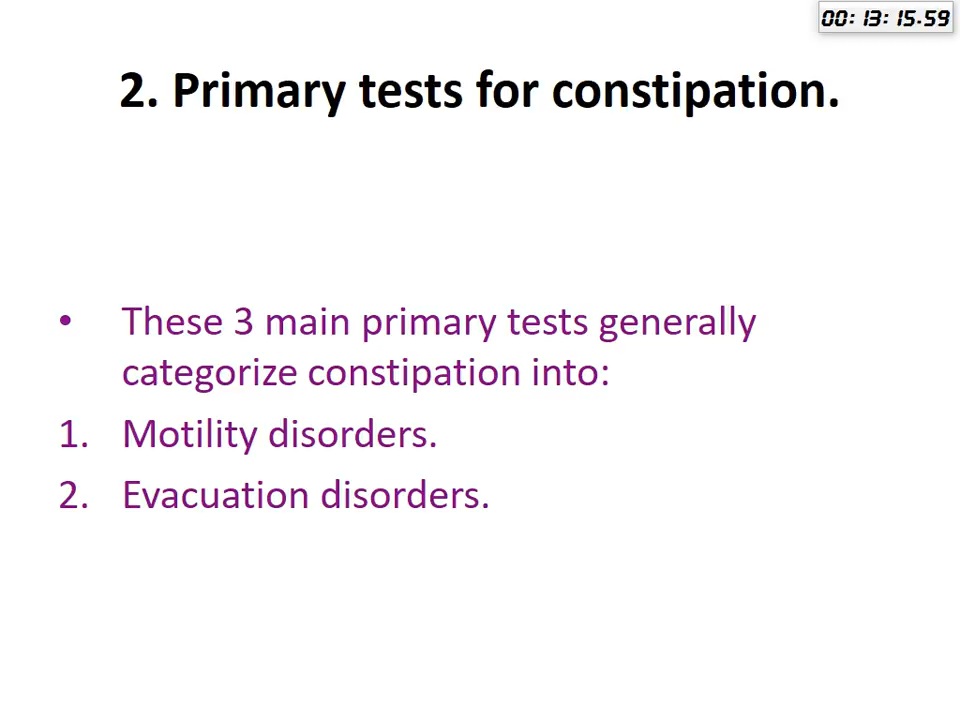 00: 13: 15.59
2. Primary tests for constipation.
• These 3 main primary tests generally
categorize constipation into:
1. Motility disorders.
2. Evacuation disorders.